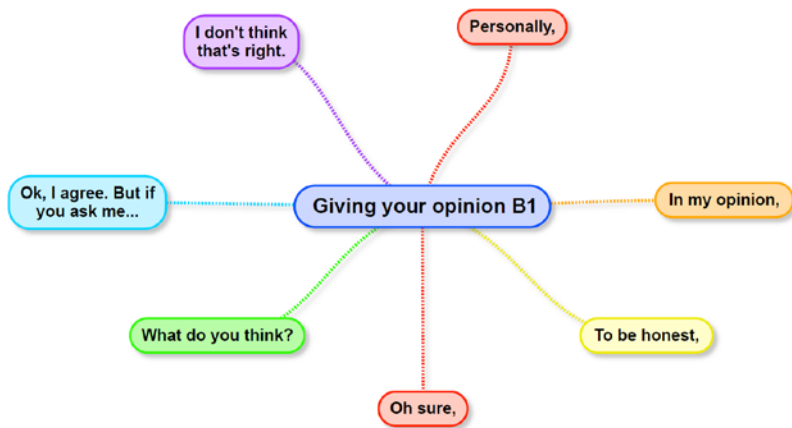 I don't think
that's right.
Personally,
Ok, I agree. But if
you ask me...
Giving your opinion B1
In my opinion,
What do you think?
To be honest,
Oh sure,